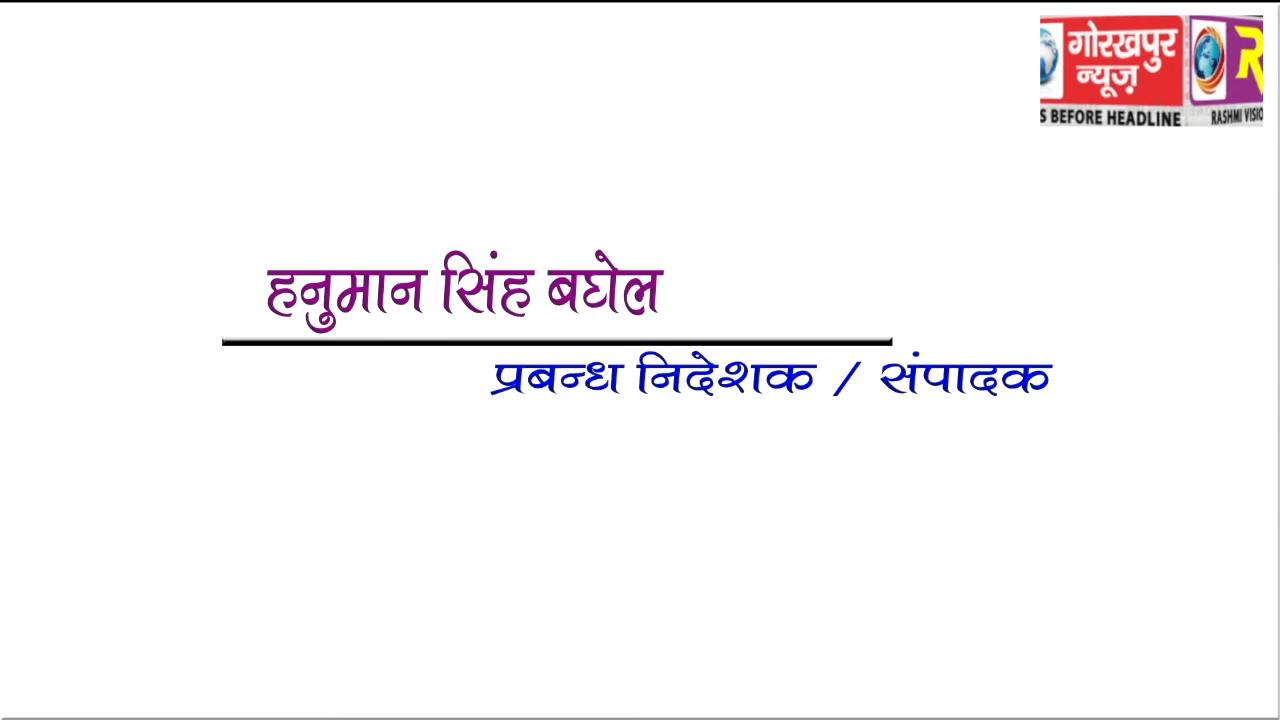 गोरखपुर
न्यूज़
S BEFORE HEADLINE
RASHMI VISIO
हनुमान सिंह बघेल
प्रबन्ध निदेशक / संपादक